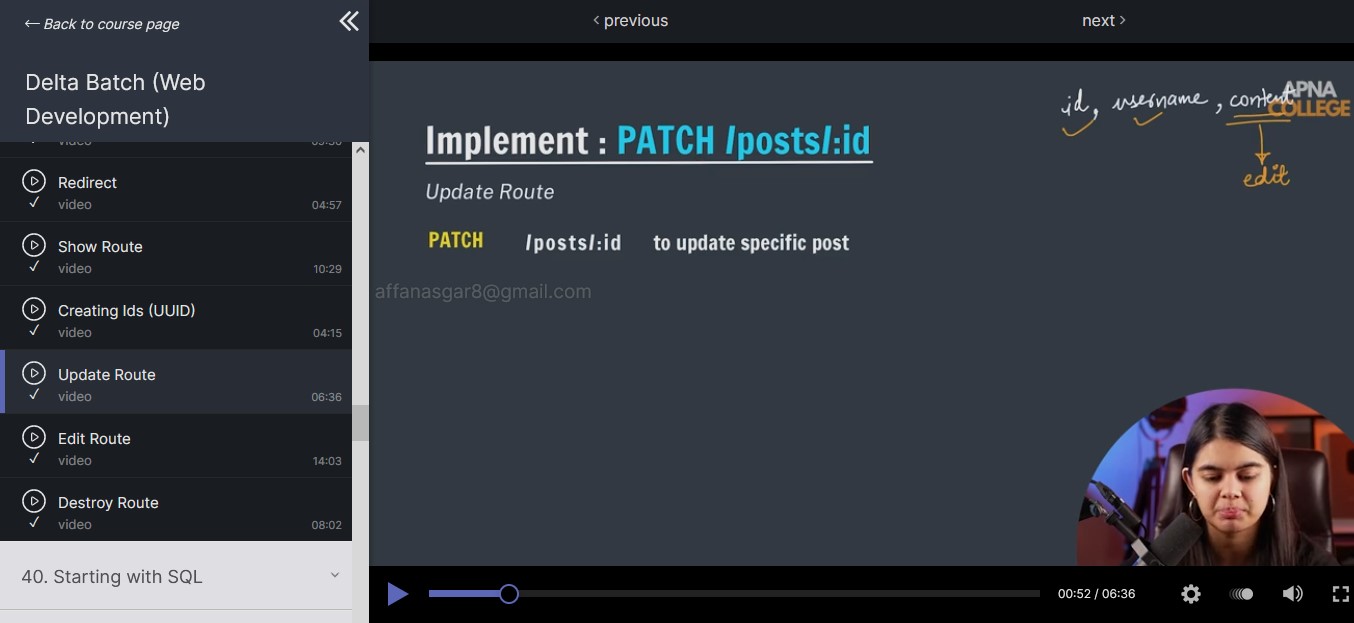 ← Back to course page
Delta Batch (Web
Development)
video
Redirect
video 04:57
Show Route
video 10:29
Creating Ids (UUID)
video 04:15
Update Route
video 06:36
Edit Route
video 14:03
Destroy Route
video 08:02
40. Starting with SQL
previous
next
id, username, content
APNA
COLLEGE
edit
Implement : PATCH /posts/:id
Update Route
PATCH /posts/:id to update specific post
affanasgar8@gmail.com
00:52 / 06:36